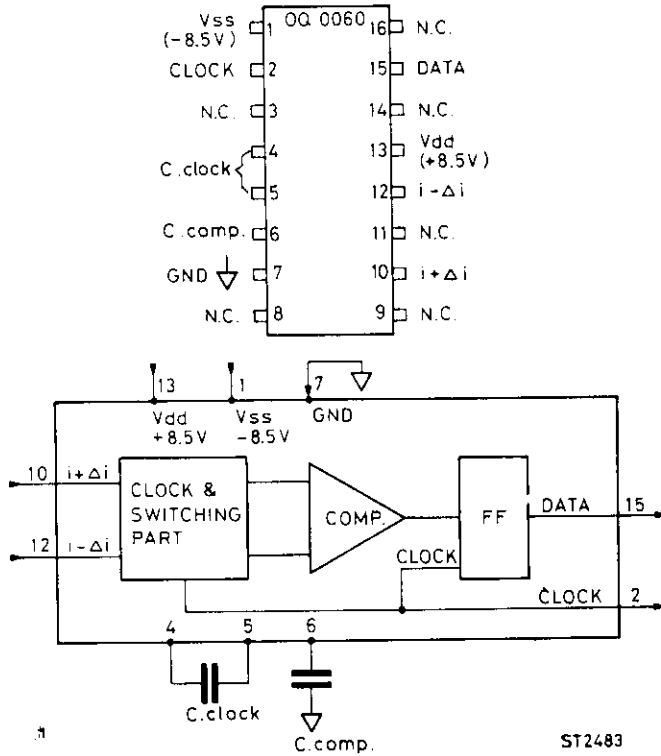 OQ 0060
Vss
(-8.5V)
1
16
N.C.
CLOCK
2
15
DATA
N.C.
3
14
N.C.
C.clock
4
13
Vdd
(+8.5V)
5
12
i-Δi
C.comp.
6
11
N.C.
GND
7
10
i+Δi
N.C.
8
9
N.C.
13
1
7
Vdd
+8.5V
Vss
-8.5V
GND
10
i+Δi
12
i-Δi
CLOCK &
SWITCHING
PART
COMP.
FF
DATA
15
CLOCK
CLOCK
2
4
5
6
C.clock
C.comp.
ST2483